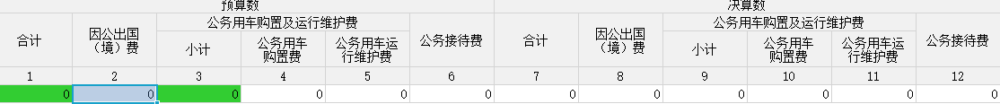 预算数 决算数
合计 因公出国（境）费 公务用车购置及运行维护费 公务接待费 合计 因公出国（境）费 公务用车购置及运行维护费 公务接待费
小计 公务用车购置费 公务用车运行维护费 小计 公务用车购置费 公务用车运行维护费
1 2 3 4 5 6 7 8 9 10 11 12
0 0 0 0 0 0 0 0 0 0 0 0